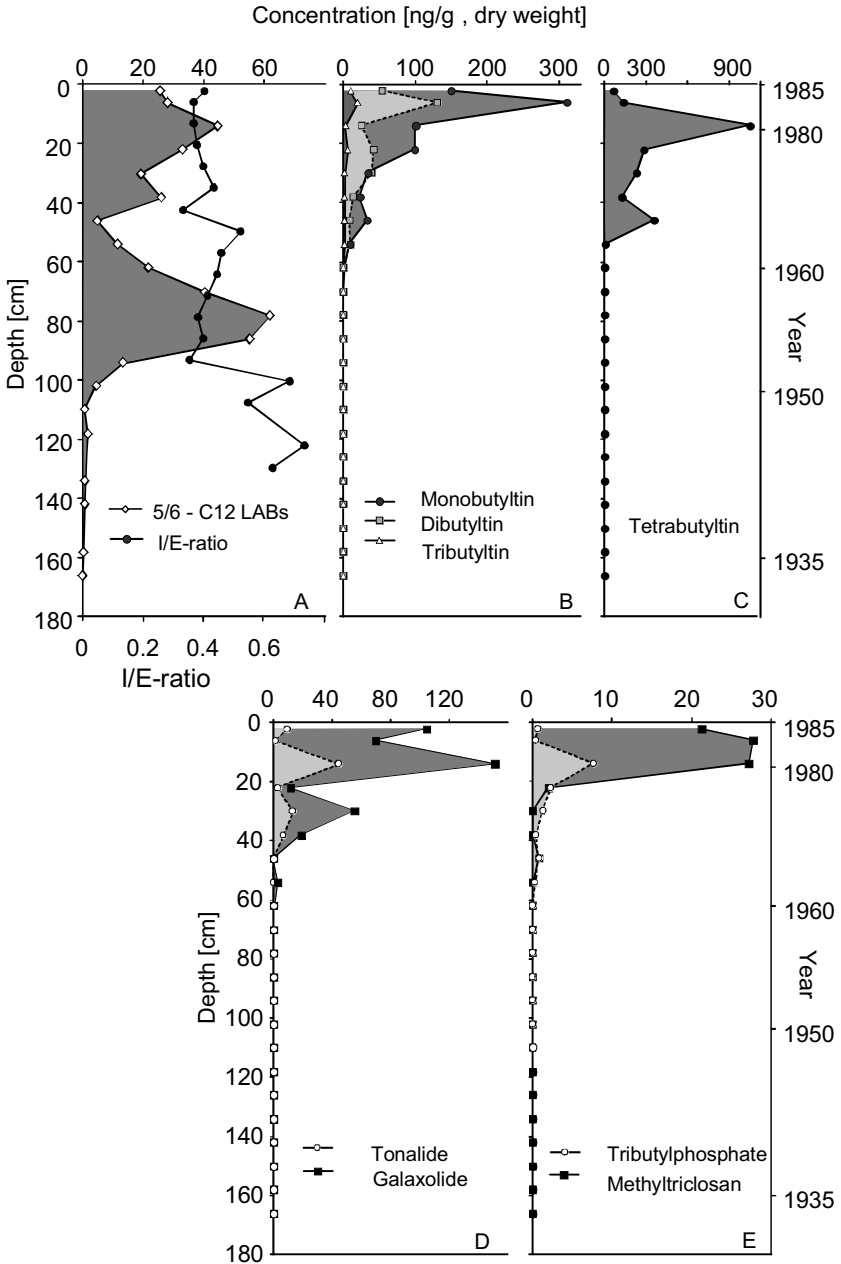 Concentration [ng/g , dry weight]
0 20 40 60
0 100 200 300
0 300 600 900
0
20
40
60
80
100
120
140
160
180
Depth [cm]
1985
1980
1960
1950
1935
Year
5/6 - C12 LABs
I/E-ratio
A
Monobutyltin
Dibutyltin
Tributyltin
B
Tetrabutyltin
C
0 0.2 0.4 0.6
I/E-ratio
0 40 80 120
0 10 20 30
0
20
40
60
80
100
120
140
160
180
Depth [cm]
1985
1980
1960
1950
1935
Year
Tonalide
Galaxolide
D
Tributylphosphate
Methyltriclosan
E